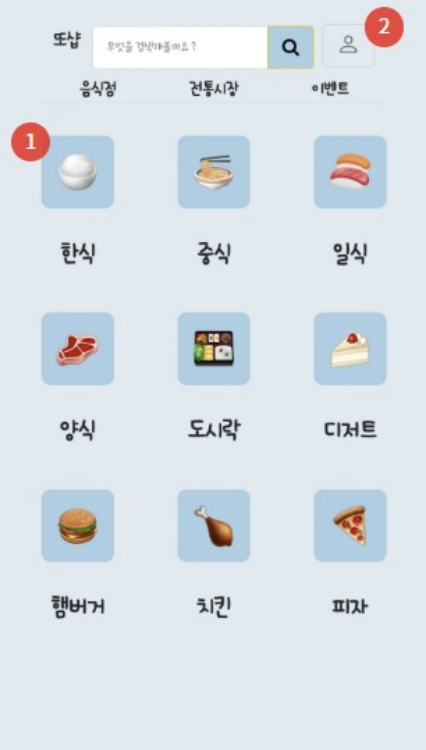 또샵 무엇을 검색해볼까요? 2
음식점 전통시장 이벤트
1
한식 중식 일식
양식 도시락 디저트
햄버거 치킨 피자